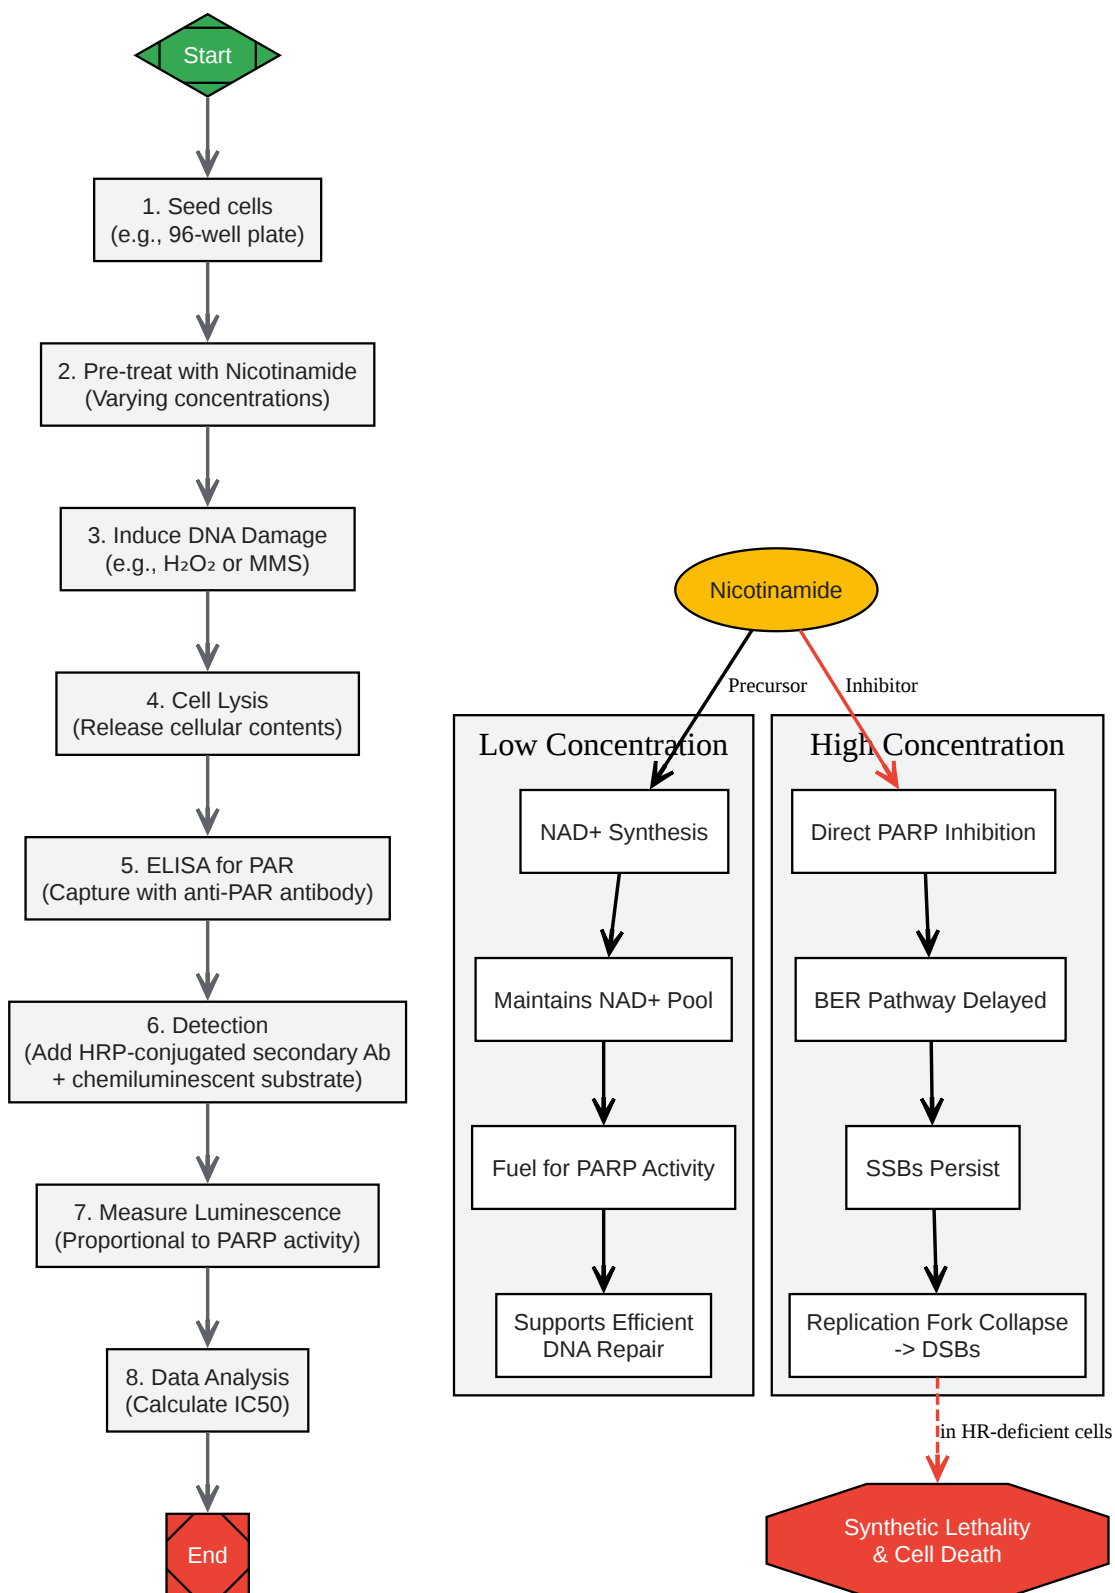 Start
1. Seed cells
(e.g., 96-well plate)
2. Pre-treat with Nicotinamide
(Varying concentrations)
3. Induce DNA Damage
(e.g., H₂O₂ or MMS)
4. Cell Lysis
(Release cellular contents)
5. ELISA for PAR
(Capture with anti-PAR antibody)
6. Detection
(Add HRP-conjugated secondary Ab
+ chemiluminescent substrate)
7. Measure Luminescence
(Proportional to PARP activity)
8. Data Analysis
(Calculate IC50)
End
Nicotinamide
Precursor
Inhibitor
Low Concentration
NAD+ Synthesis
Maintains NAD+ Pool
Fuel for PARP Activity
Supports Efficient
DNA Repair
High Concentration
Direct PARP Inhibition
BER Pathway Delayed
SSBs Persist
Replication Fork Collapse
-> DSBs
in HR-deficient cells
Synthetic Lethality
& Cell Death